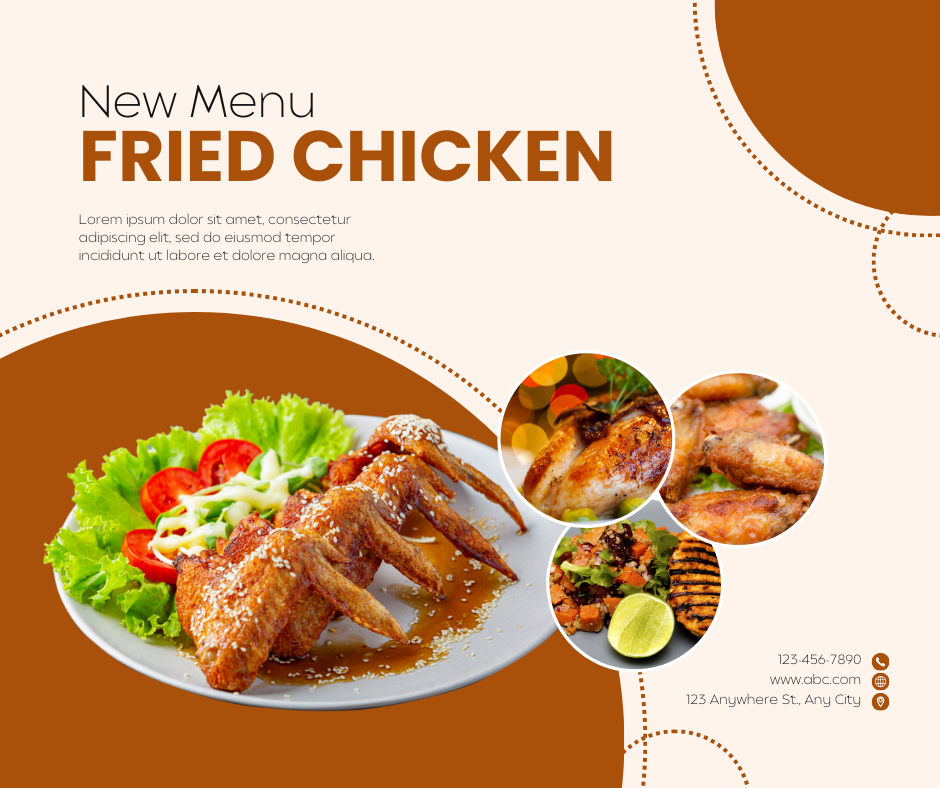 New Menu
FRIED CHICKEN
Lorem ipsum dolor sit amet, consectetur
adipiscing elit, sed do eiusmod tempor
incididunt ut labore et dolore magna aliqua.
123-456-7890
www.abc.com
123 Anywhere St., Any City